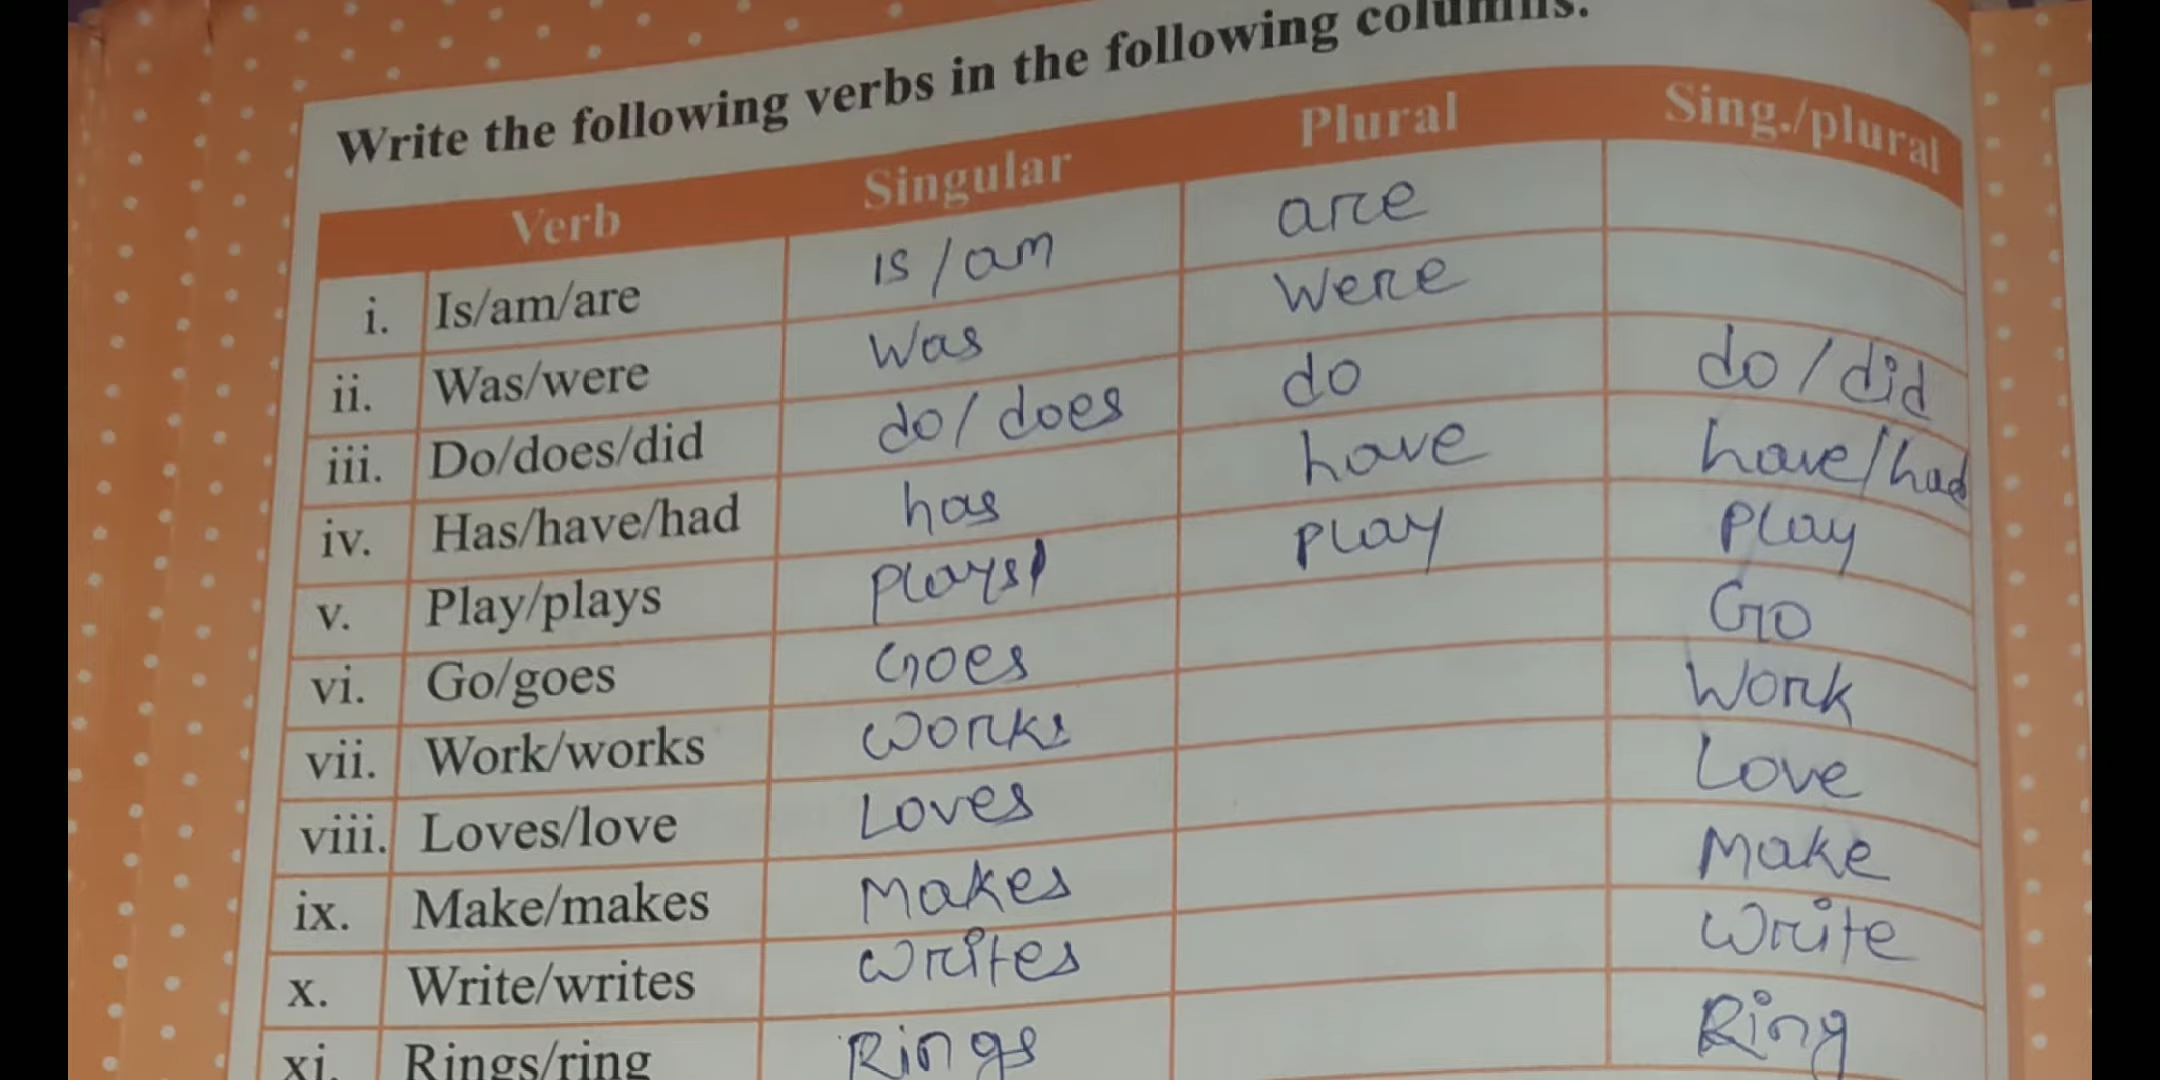 Write the following verbs in the following columns.
Verb Singular Plural Sing./plural
i. Is/am/are is/am are
ii. Was/were Was Were
iii. Do/does/did do/does do do/did
iv. Has/have/had has have have/had
v. Play/plays plays play play
vi. Go/goes Goes Go
vii. Work/works works Work
viii. Loves/love Loves Love
ix. Make/makes Makes Make
x. Write/writes writes Write
xi. Rings/ring Rings Ring